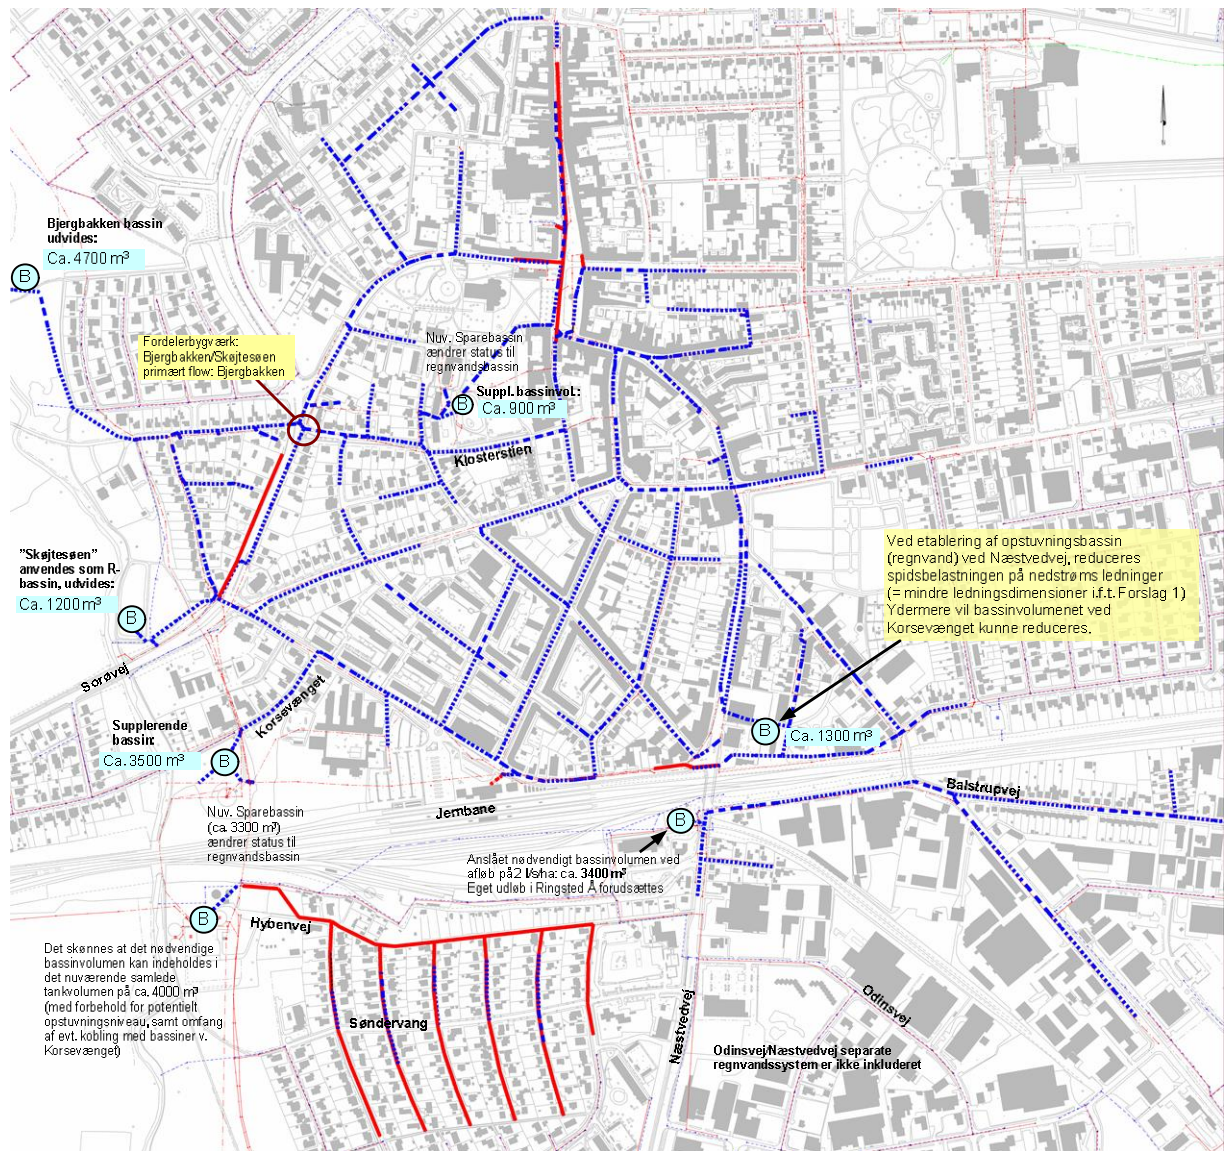 Bjergbakken bassin
udvides:
Ca. 4700 m³
B
Fordelerbygværk:
Bjergbakken/Skøjtesøen
primært flow: Bjergbakken
Nuv. Sparebassin
ændrer status til
regnvandsbassin
Suppl. bassinvol.:
Ca. 900 m³
B
Klosterstien
"Skøjtesøen"
anvendes som R-
bassin, udvides:
Ca. 1200 m³
B
Sorøvej
Ved etablering af opstuvningsbassin
(regnvand) ved Næstvedvej, reduceres
spidsbelastningen på nedstrøms ledninger
(= mindre ledningsdimensioner i.f.t. Forslag 1)
Ydermere vil bassinvolumenet ved
Korsevænget kunne reduceres.
Korsevænget
Supplerende
bassin:
Ca. 3500 m³
B
B
Ca. 1300 m³
Nuv. Sparebassin
(ca. 3300 m³)
ændrer status til
regnvandsbassin
Jernbane
Balstrupvej
B
Anslået nødvendigt bassinvolumen ved
afløb på 2 l/s/ha: ca. 3400 m³
Eget udløb i Ringsted Å forudsættes
B
Hybenvej
Det skønnes at det nødvendige
bassinvolumen kan indeholdes i
det nuværende samlede
tankvolumen på ca. 4000 m³
(med forbehold for potentielt
opstuvningsniveau, samt omfang
af evt. kobling med bassiner v.
Korsevænget)
Søndervang
Næstvedvej
Odinsvej
Odinsvej/Næstvedvej separate
regnvandssystemer ikke inkluderet